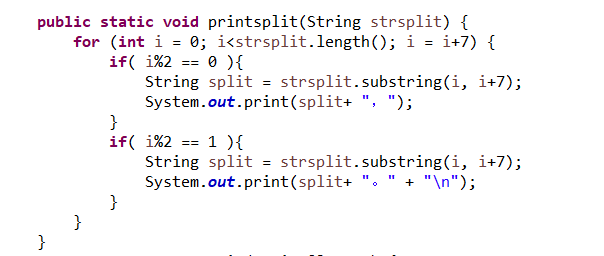 public static void printsplit(String strsplit) {
for (int i = 0; i<strsplit.length(); i = i+7) {
if( i%2 == 0 ){
String split = strsplit.substring(i, i+7);
System.out.print(split+ "，");
}
if( i%2 == 1 ){
String split = strsplit.substring(i, i+7);
System.out.print(split+ "。" + "\n");
}
}
}